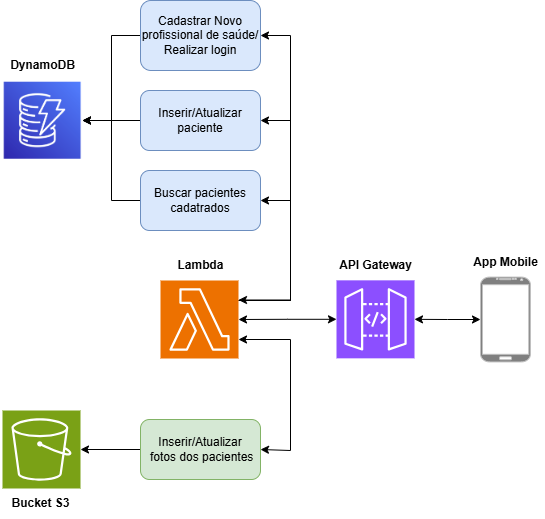 Cadastrar Novo
profissional de saúde/
Realizar login
DynamoDB
Inserir/Atualizar
paciente
Buscar pacientes
cadatrados
Lambda
API Gateway
App Mobile
Inserir/Atualizar
fotos dos pacientes
Bucket S3